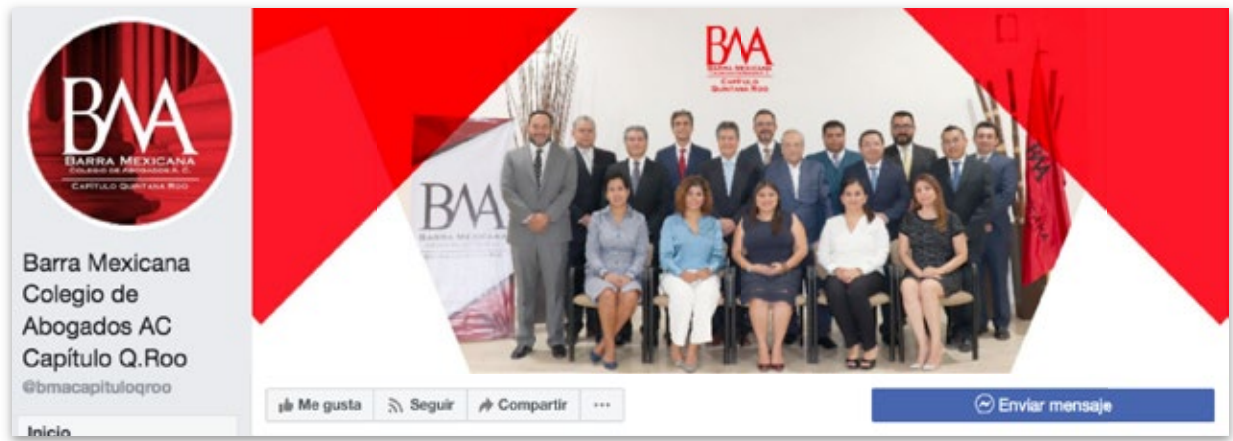 BMA
BARRA MEXICANA
COLEGIO DE ABOGADOS A. C.
CAPÍTULO QUINTANA ROO
Barra Mexicana
Colegio de
Abogados AC
Capítulo Q.Roo
@bmacapituloqroo
Inicio
BMA
BARRA MEXICANA
CAPÍTULO
QUINTANA ROO
BMA
BARRA MEXICANA
BMA
Me gusta
Seguir
Compartir
···
Enviar mensaje